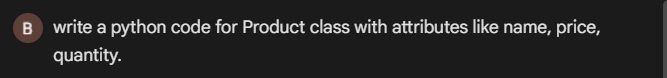 B write a python code for Product class with attributes like name, price,
quantity.